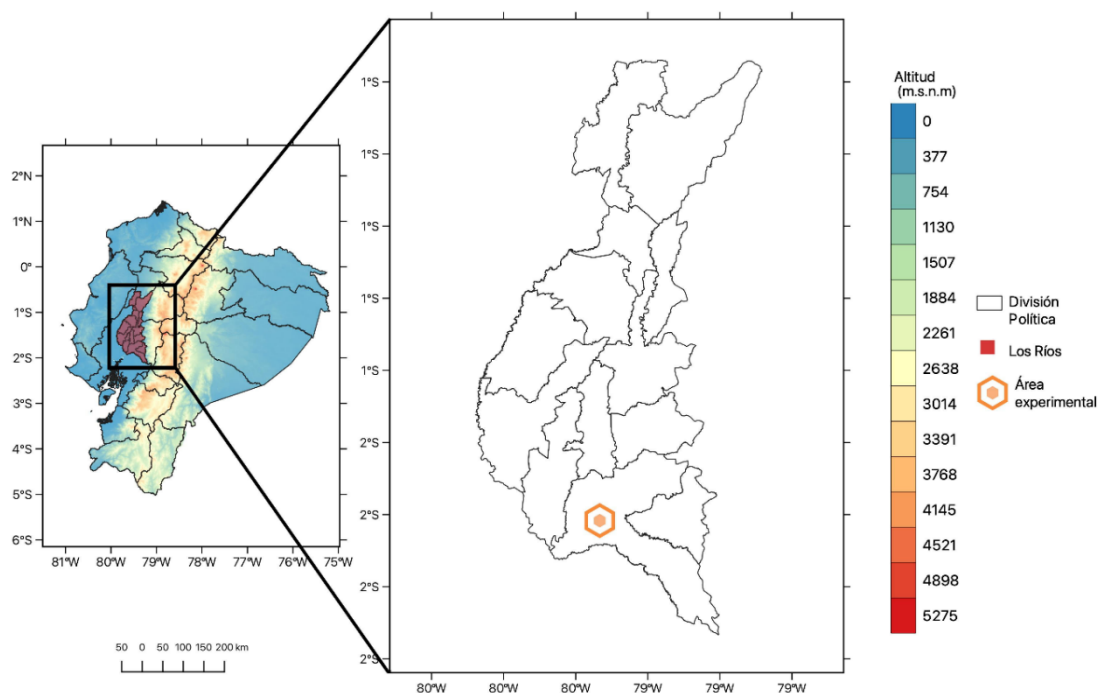 2°N
1°N
0°
1°S
2°S
3°S
4°S
5°S
6°S
81°W 80°W 79°W 78°W 77°W 76°W 75°W
50 0 50 100 150 200 km
1°S
1°S
1°S
1°S
1°S
2°S
2°S
2°S
2°S
80°W 80°W 80°W 79°W 79°W 79°W
Altitud
(m.s.n.m)
0
377
754
1130
1507
1884
2261
2638
3014
3391
3768
4145
4521
4898
5275
División
Política
Los Ríos
Área
experimental